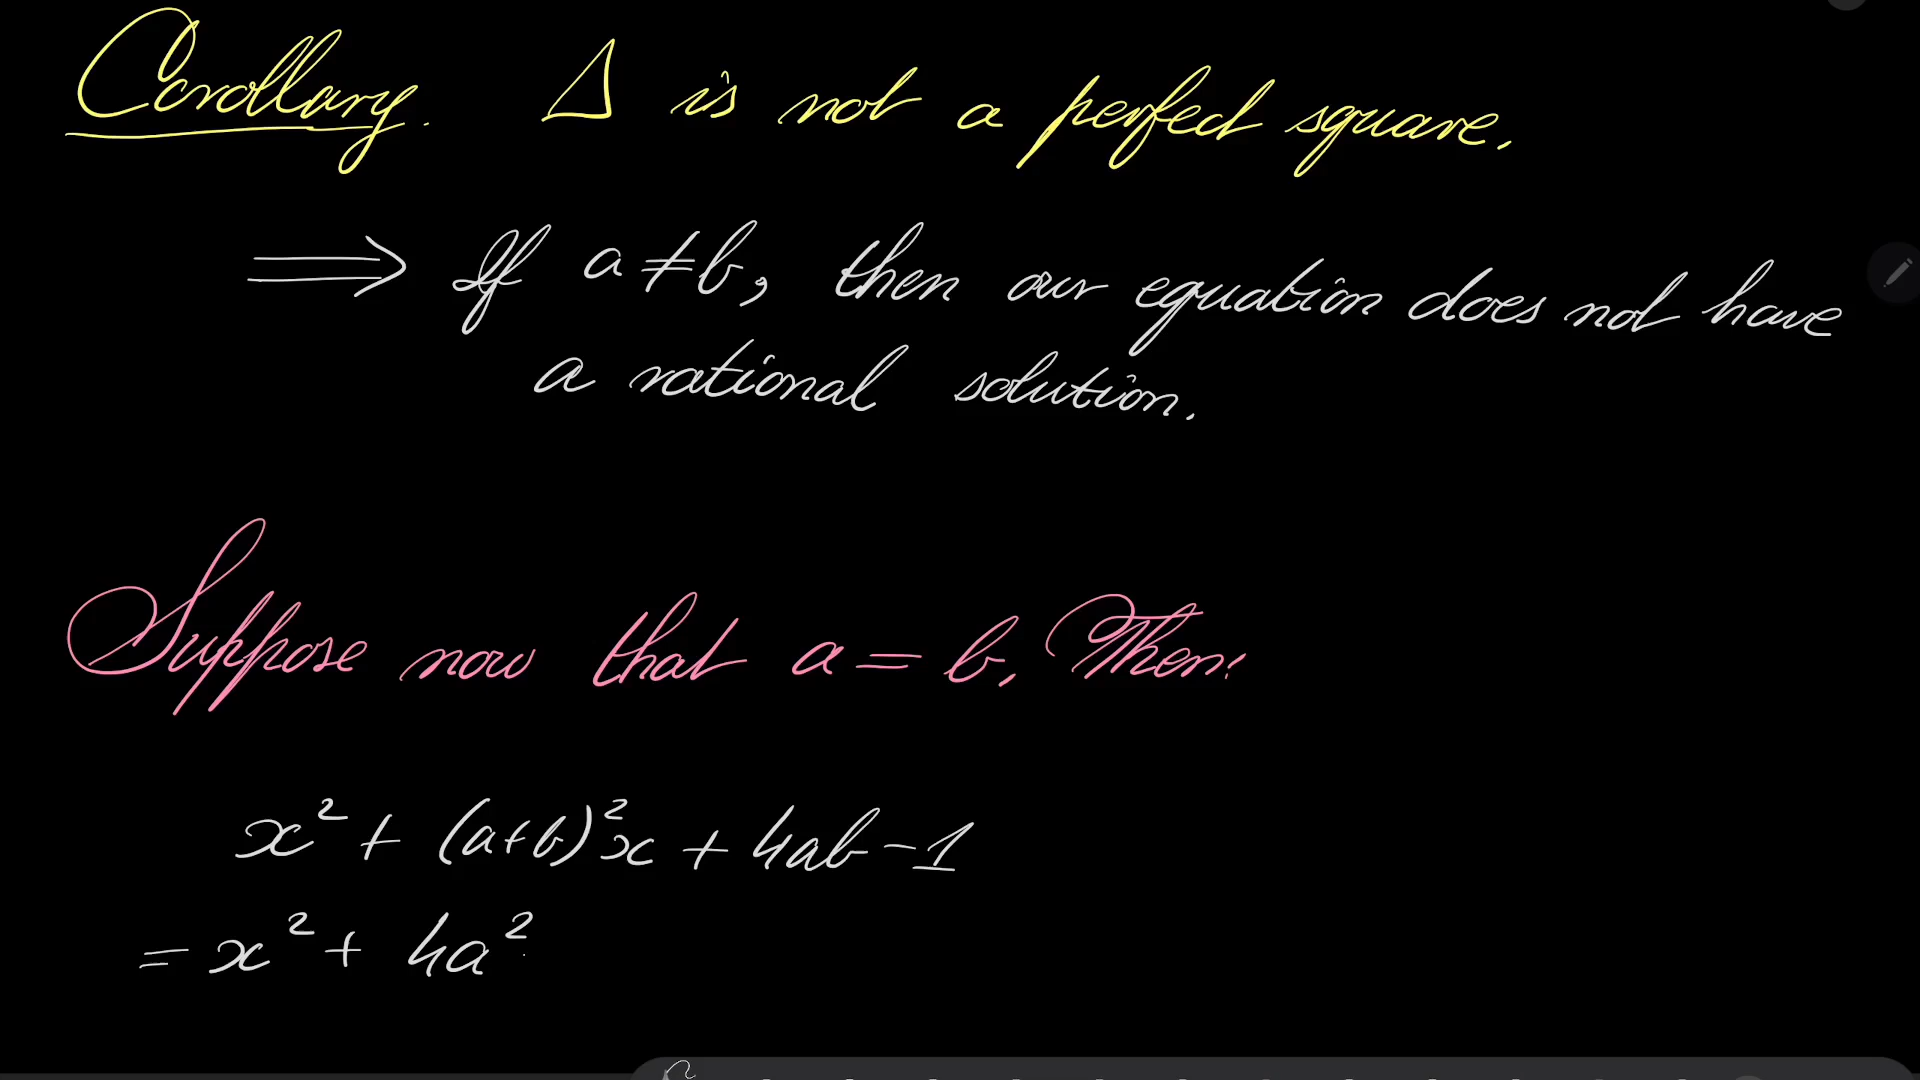 Corollary. Δ is not a perfect square.
⟹ If a ≠ b, then our equation does not have
a rational solution.
Suppose now that a = b. Then:
x² + (a+b)²x + 4ab - 1
= x² + 4a²